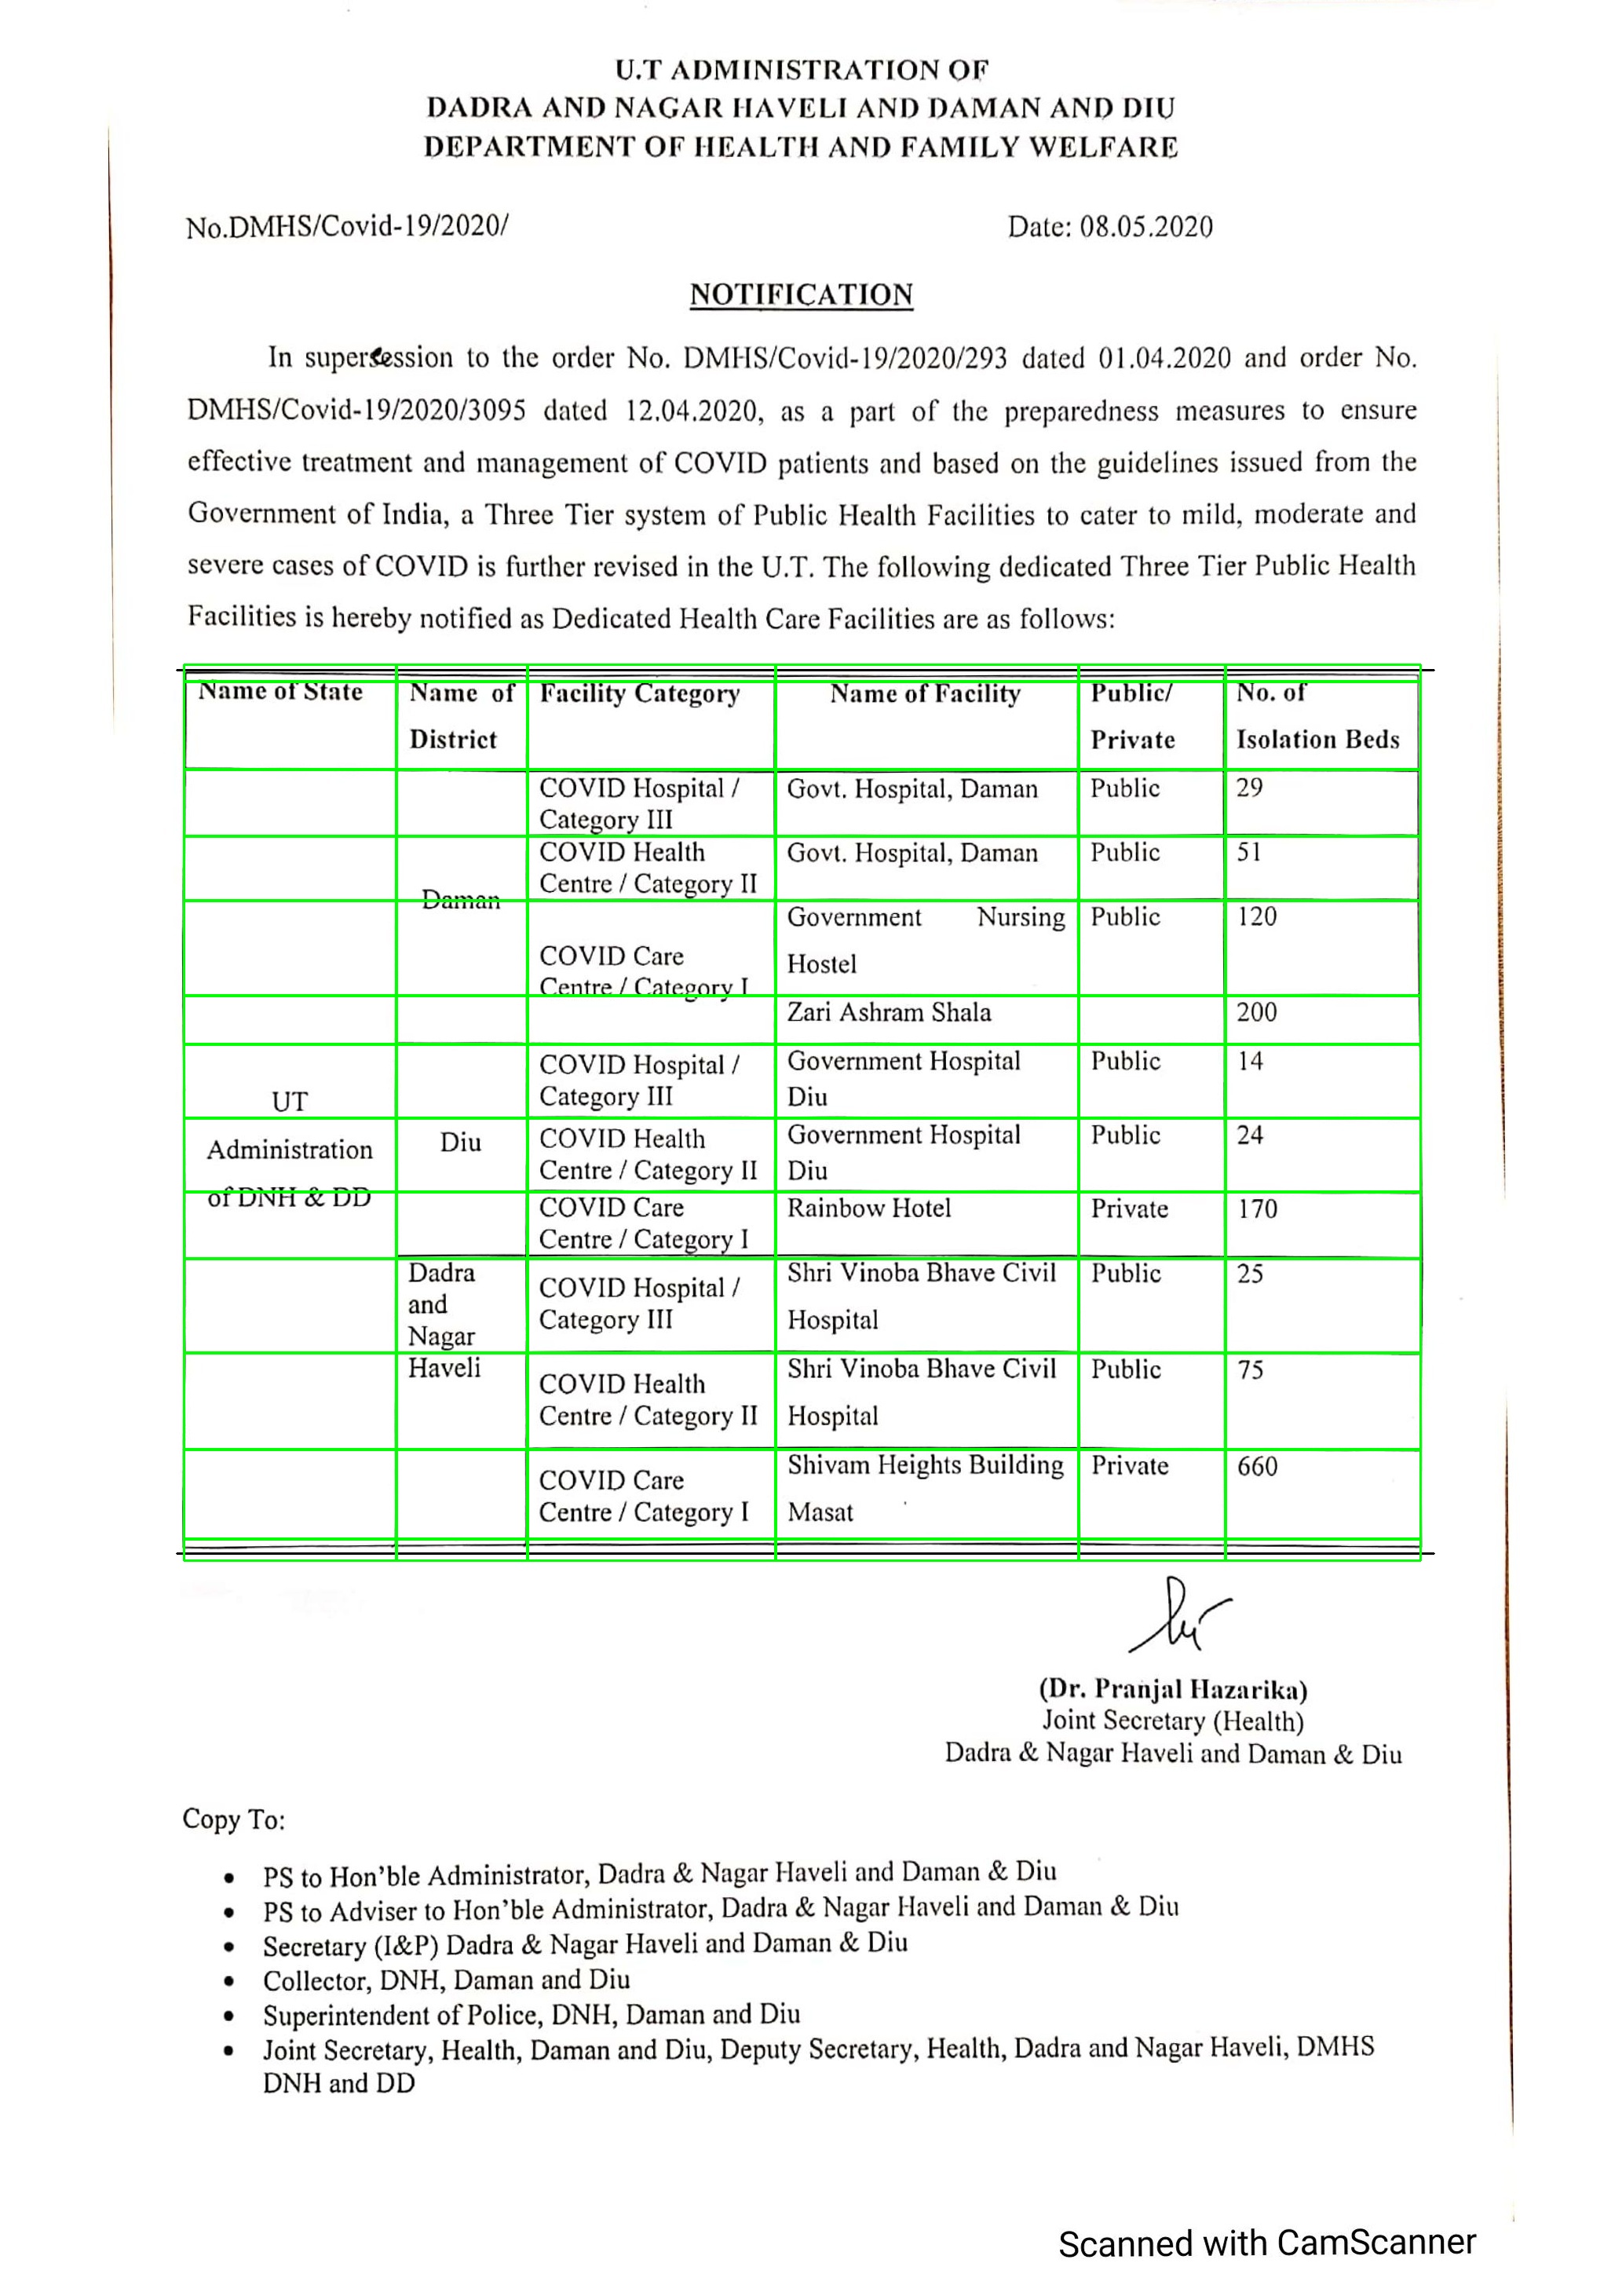 U.T ADMINISTRATION OF
DADRA AND NAGAR HAVELI AND DAMAN AND DIU
DEPARTMENT OF HEALTH AND FAMILY WELFARE
No.DMHS/Covid-19/2020/ Date: 08.05.2020
NOTIFICATION
In supercession to the order No. DMHS/Covid-19/2020/293 dated 01.04.2020 and order No.
DMHS/Covid-19/2020/3095 dated 12.04.2020, as a part of the preparedness measures to ensure
effective treatment and management of COVID patients and based on the guidelines issued from the
Government of India, a Three Tier system of Public Health Facilities to cater to mild, moderate and
severe cases of COVID is further revised in the U.T. The following dedicated Three Tier Public Health
Facilities is hereby notified as Dedicated Health Care Facilities are as follows:
Name of State Name of Facility Category Name of Facility Public/ No. of
District Private Isolation Beds
COVID Hospital / Govt. Hospital, Daman Public 29
Category III
COVID Health Govt. Hospital, Daman Public 51
Centre / Category II
Daman
Government Nursing Public 120
COVID Care Hostel
Centre / Category I
Zari Ashram Shala 200
COVID Hospital / Government Hospital Public 14
UT Category III Diu
Administration Diu COVID Health Government Hospital Public 24
Centre / Category II Diu
of DNH & DD COVID Care Rainbow Hotel Private 170
Centre / Category I
Dadra COVID Hospital / Shri Vinoba Bhave Civil Public 25
and
Nagar Category III Hospital
Haveli COVID Health Shri Vinoba Bhave Civil Public 75
Centre / Category II Hospital
COVID Care Shivam Heights Building Private 660
Centre / Category I Masat
(Dr. Pranjal Hazarika)
Joint Secretary (Health)
Dadra & Nagar Haveli and Daman & Diu
Copy To:
• PS to Hon'ble Administrator, Dadra & Nagar Haveli and Daman & Diu
• PS to Adviser to Hon'ble Administrator, Dadra & Nagar Haveli and Daman & Diu
• Secretary (I&P) Dadra & Nagar Haveli and Daman & Diu
• Collector, DNH, Daman and Diu
• Superintendent of Police, DNH, Daman and Diu
• Joint Secretary, Health, Daman and Diu, Deputy Secretary, Health, Dadra and Nagar Haveli, DMHS
DNH and DD
Scanned with CamScanner